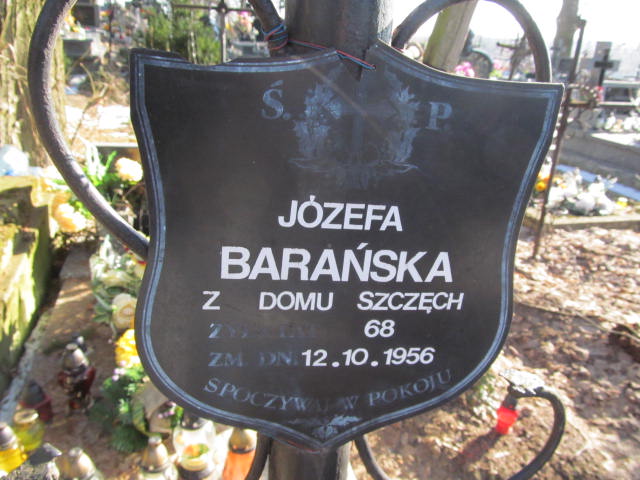 Ś. P.
JÓZEFA
BARAŃSKA
Z DOMU SZCZĘCH
68
ZM. DN. 12.10.1956
SPOCZYWAJ W POKOJU